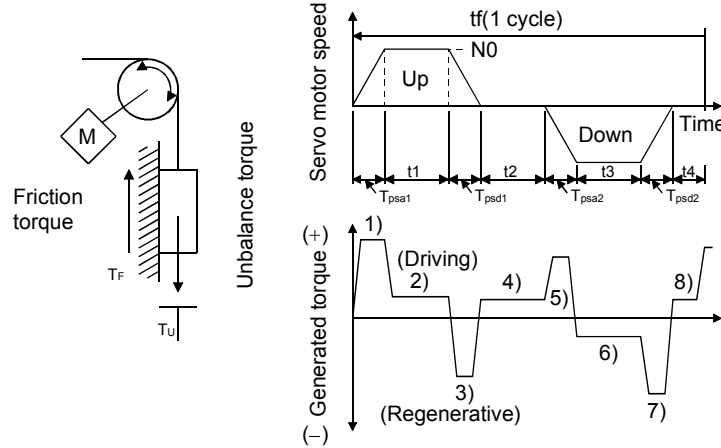 M
Friction
torque
TF
TU
Unbalance torque
Servo motor speed
tf(1 cycle)
N0
Up
Down
Time
t1
t2
t3
t4
Tpsa1
Tpsd1
Tpsa2
Tpsd2
Generated torque
(+)
(−)
(Driving)
(Regenerative)
1)
2)
3)
4)
5)
6)
7)
8)